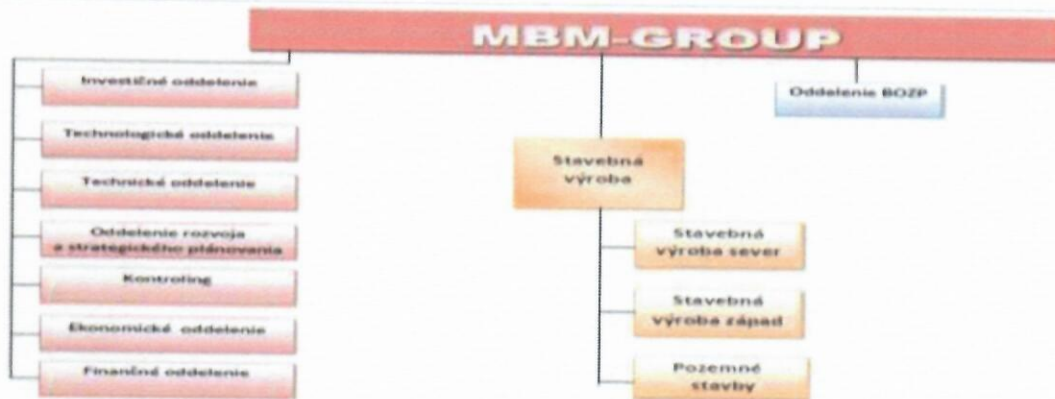 MBM-GROUP
Investičné oddelenie
Technologické oddelenie
Technické oddelenie
Oddelenie rozvoja
a strategického plánovania
Kontroling
Ekonomické oddelenie
Finančné oddelenie
Stavebná
výroba
Stavebná
výroba sever
Stavebná
výroba západ
Pozemné
stavby
Oddelenie BOZP